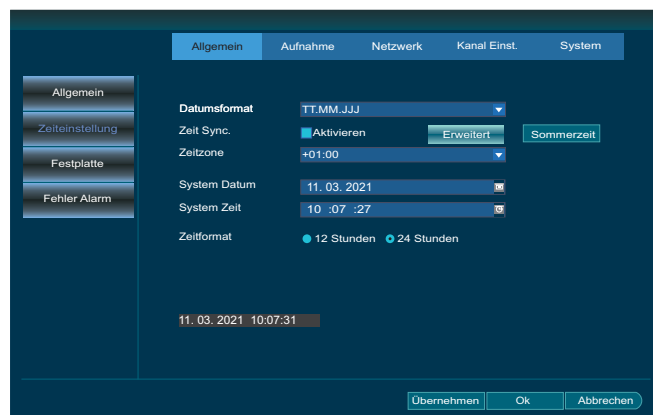 Allgemein Aufnahme Netzwerk Kanal Einst. System
Allgemein
Zeiteinstellung
Festplatte
Fehler Alarm
Datumsformat TT.MM.JJJ
Zeit Sync. Aktivieren Erweitert Sommerzeit
Zeitzone +01:00
System Datum 11. 03. 2021
System Zeit 10 :07 :27
Zeitformat 12 Stunden 24 Stunden
11. 03. 2021 10:07:31
Übernehmen Ok Abbrechen